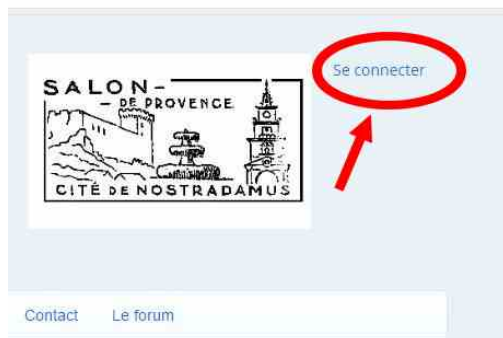 Se connecter
SALON-
- DE PROVENCE
CITÉ DE NOSTRADAMUS
Contact Le forum